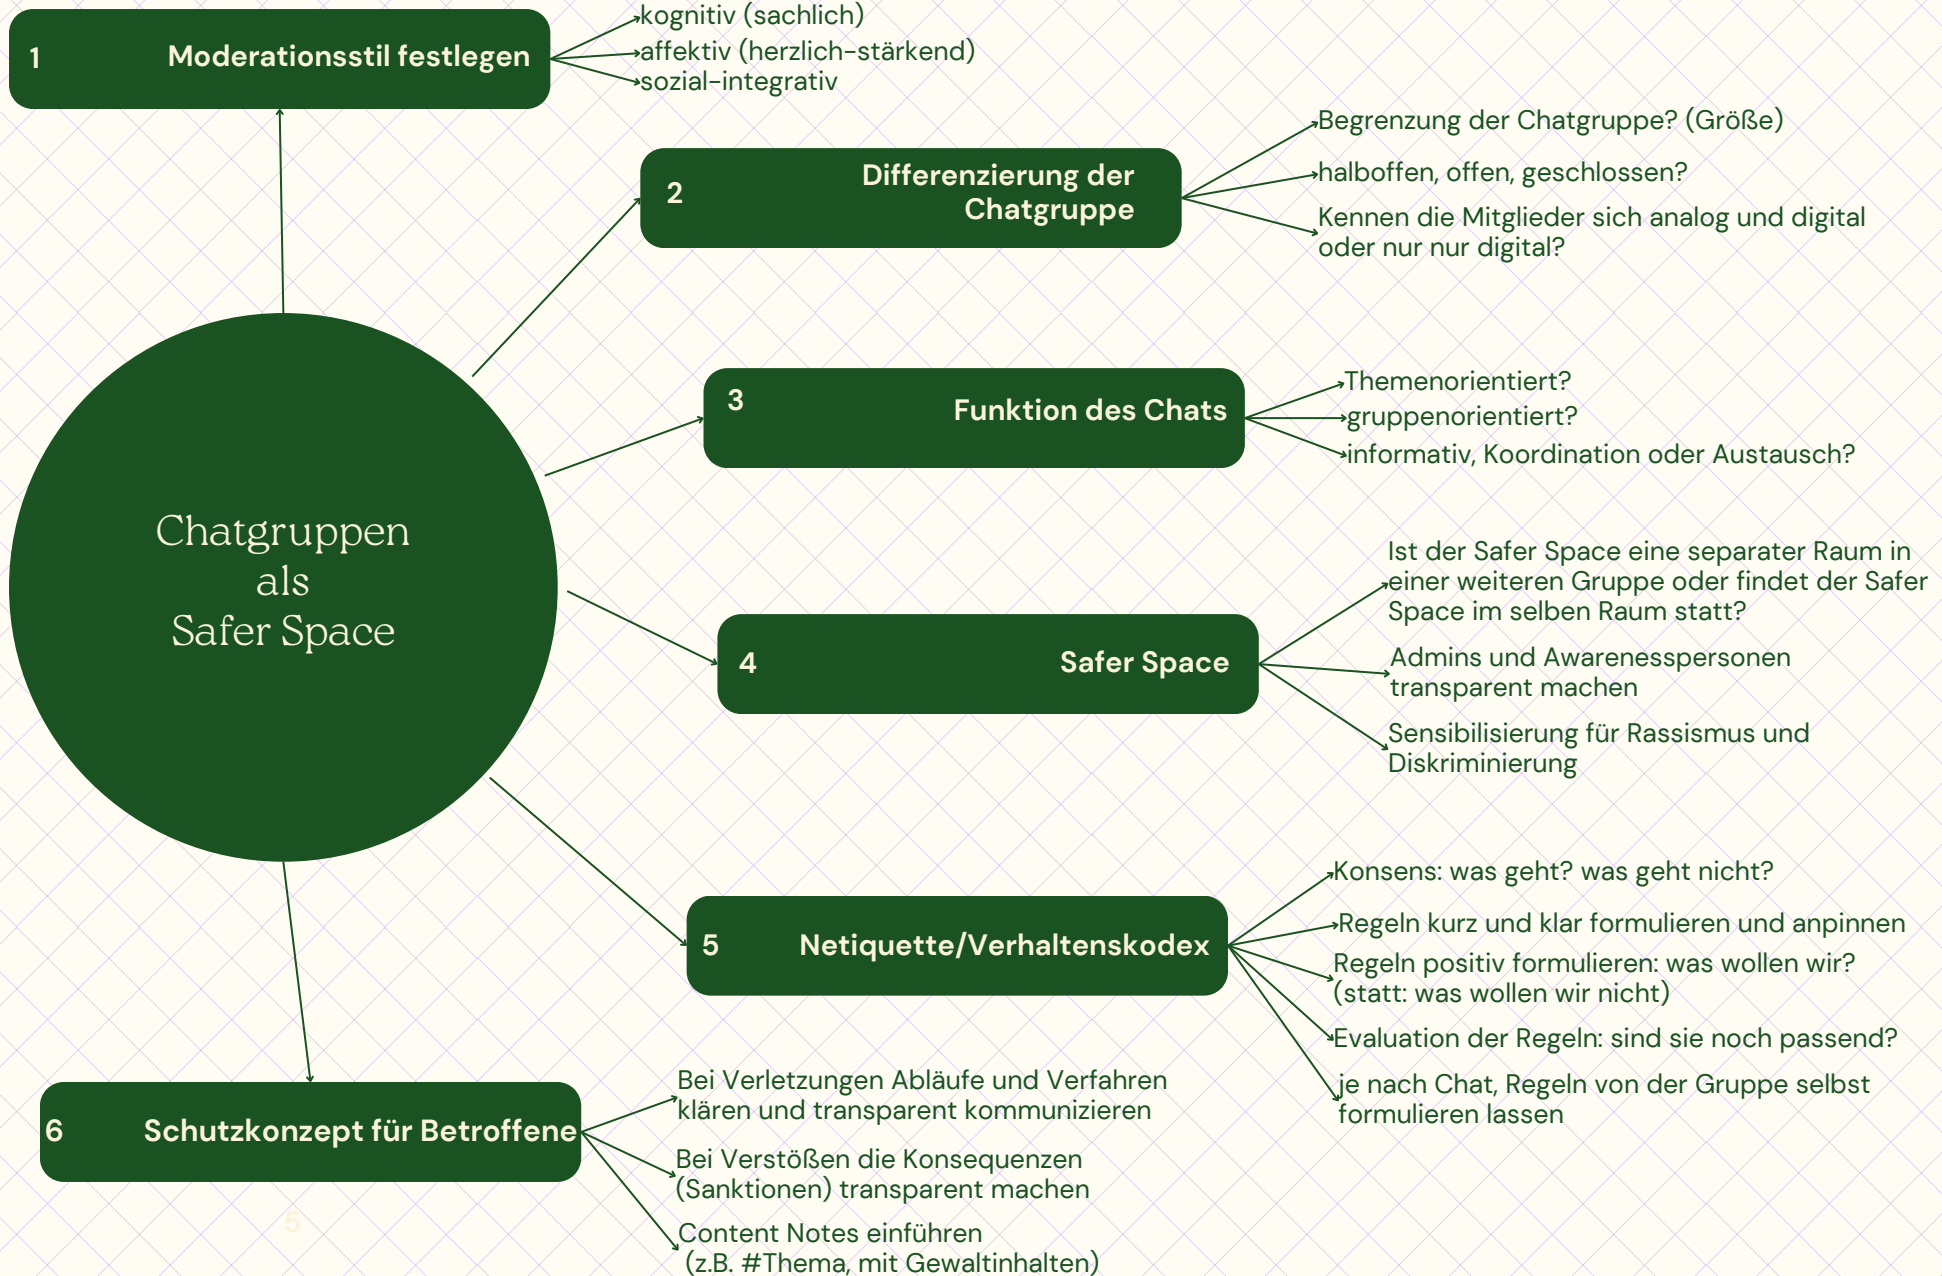 1
Moderationsstil festlegen
kognitiv (sachlich)
affektiv (herzlich-stärkend)
sozial-integrativ
2
Differenzierung der
Chatgruppe
Begrenzung der Chatgruppe? (Größe)
halboffen, offen, geschlossen?
Kennen die Mitglieder sich analog und digital
oder nur nur digital?
3
Funktion des Chats
Themenorientiert?
gruppenorientiert?
informativ, Koordination oder Austausch?
Chatgruppen
als
Safer Space
4
Safer Space
Ist der Safer Space eine separater Raum in
einer weiteren Gruppe oder findet der Safer
Space im selben Raum statt?
Admins und Awarenesspersonen
transparent machen
Sensibilisierung für Rassismus und
Diskriminierung
5
Netiquette/Verhaltenskodex
Konsens: was geht? was geht nicht?
Regeln kurz und klar formulieren und anpinnen
Regeln positiv formulieren: was wollen wir?
(statt: was wollen wir nicht)
Evaluation der Regeln: sind sie noch passend?
je nach Chat, Regeln von der Gruppe selbst
formulieren lassen
6
Schutzkonzept für Betroffene
Bei Verletzungen Abläufe und Verfahren
klären und transparent kommunizieren
Bei Verstößen die Konsequenzen
(Sanktionen) transparent machen
Content Notes einführen
(z.B. #Thema, mit Gewaltinhalten)
5